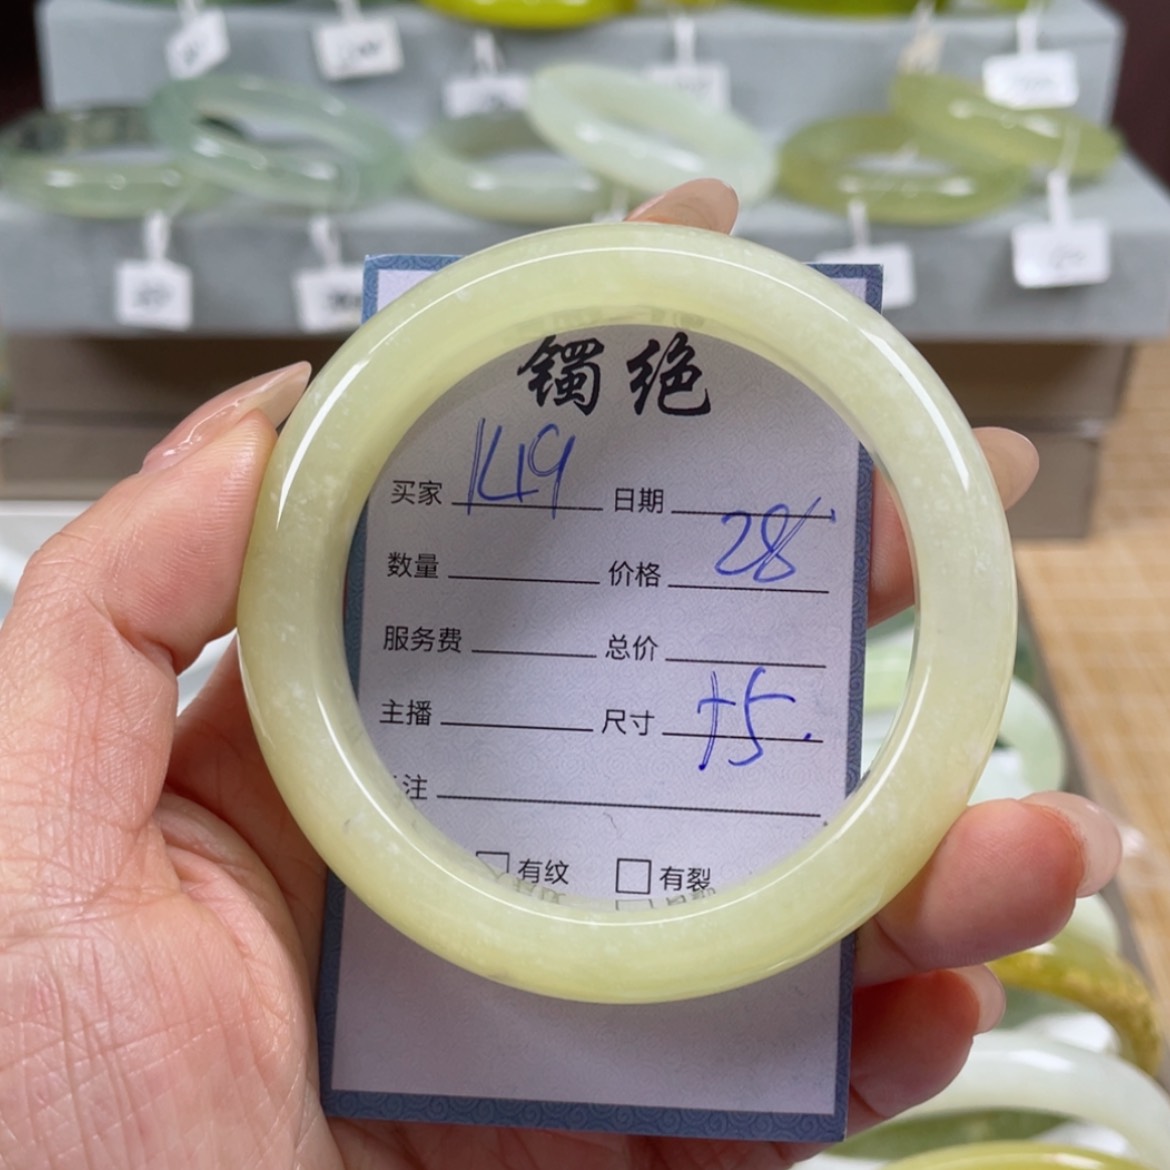 镯绝
买家 149 日期
数量 价格 28
服务费 总价
主播 尺寸 75.
注
有纹 有裂